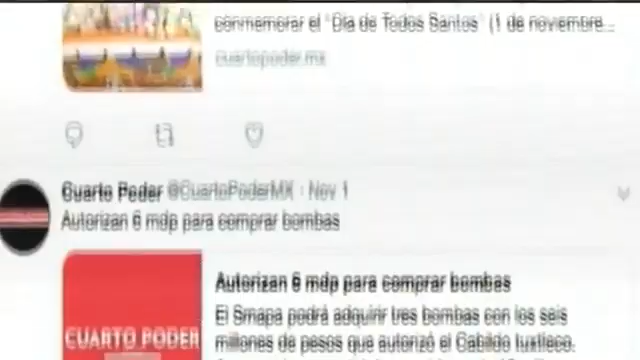 conmemorar el "Día de Todos Santos" (1 de noviembre...
cuartopoder.mx
Cuarto Poder @CuartoPoderMX · Nov 1
Autorizan 6 mdp para comprar bombas
Autorizan 6 mdp para comprar bombas
El Smapa podrá adquirir tres bombas con los seis
millones de pesos que autorizó el Cabildo tuxtleco.
CUARTO PODER